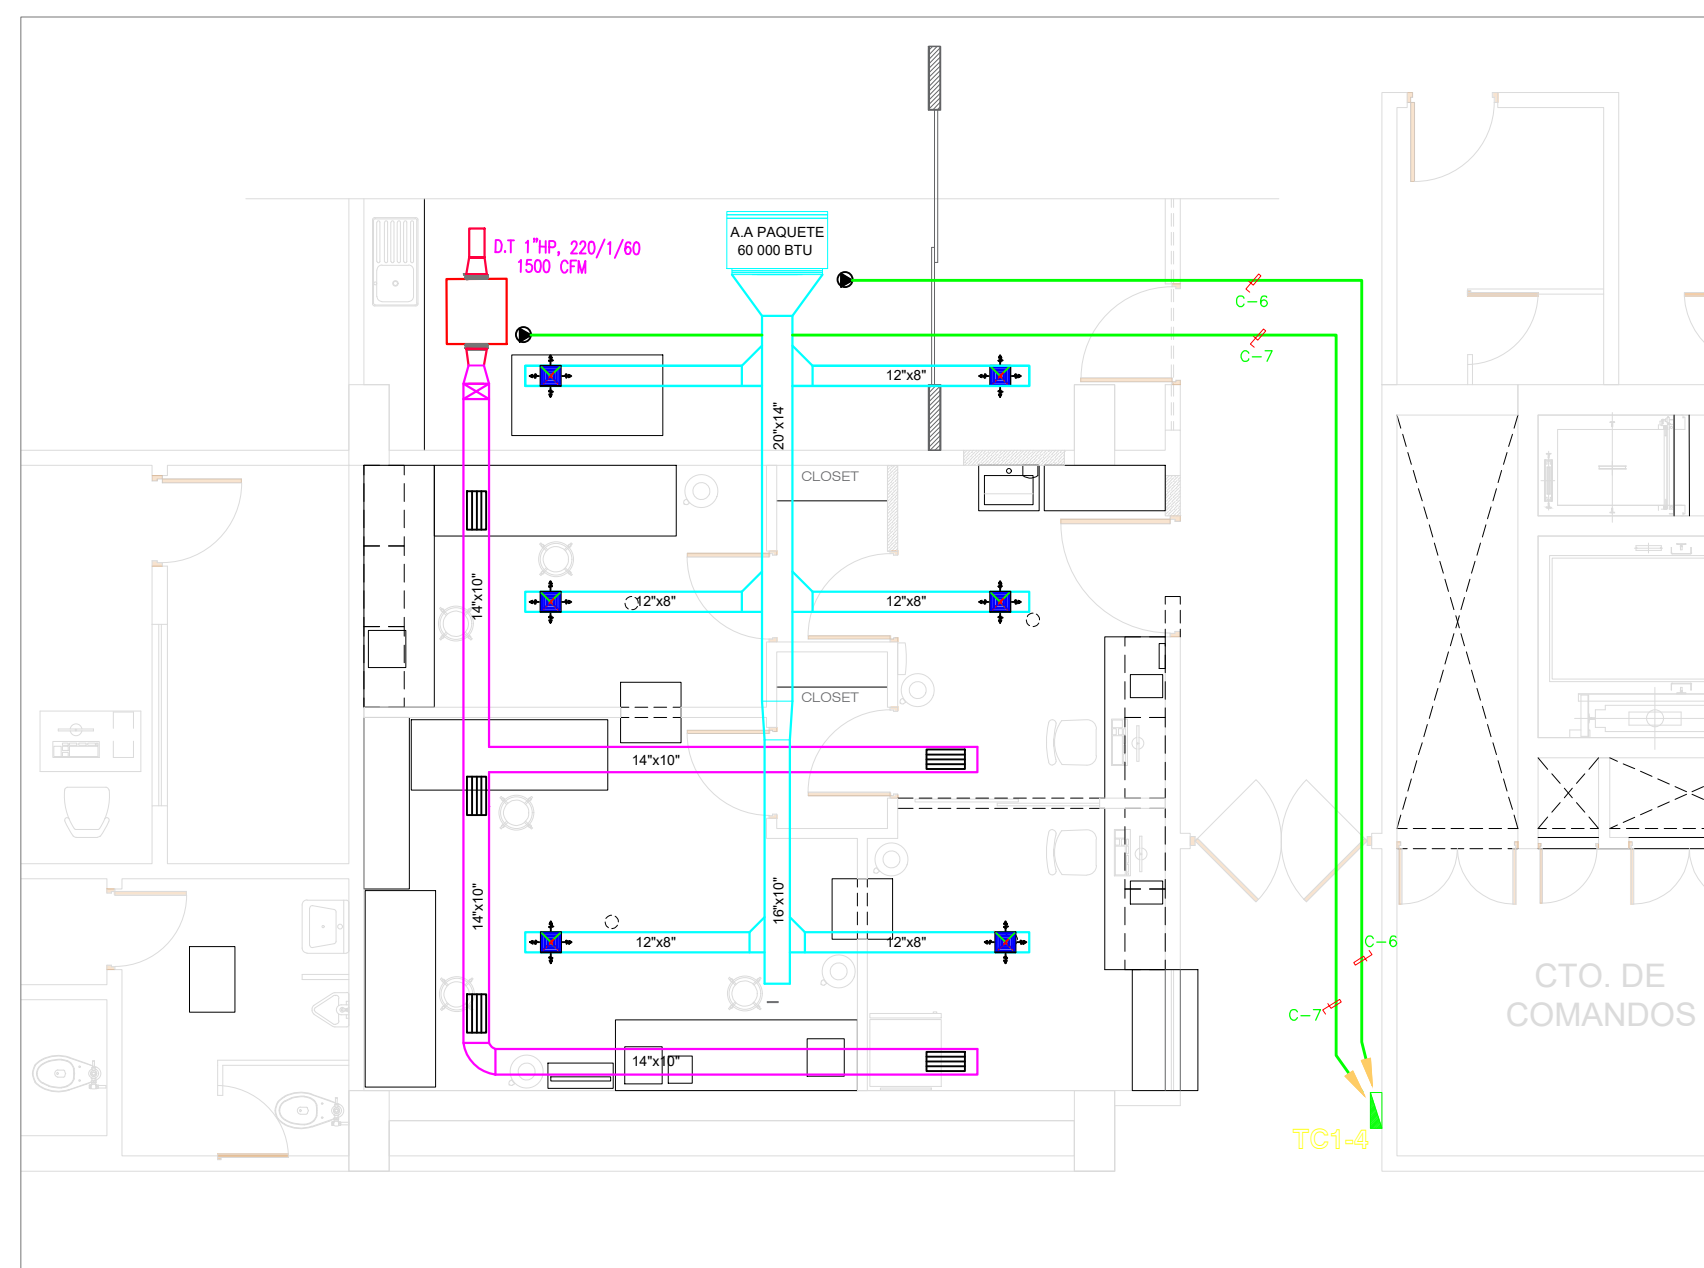 D.T 1"HP, 220/1/60
1500 CFM
A.A PAQUETE
60 000 BTU
C-6
C-7
12"x8"
20"x14"
CLOSET
14"x10"
12"x8"
12"x8"
CLOSET
14"x10"
14"x10"
16"x10"
12"x8"
12"x8"
C-6
CTO. DE
COMANDOS
C-7
14"x10"
TC1-4